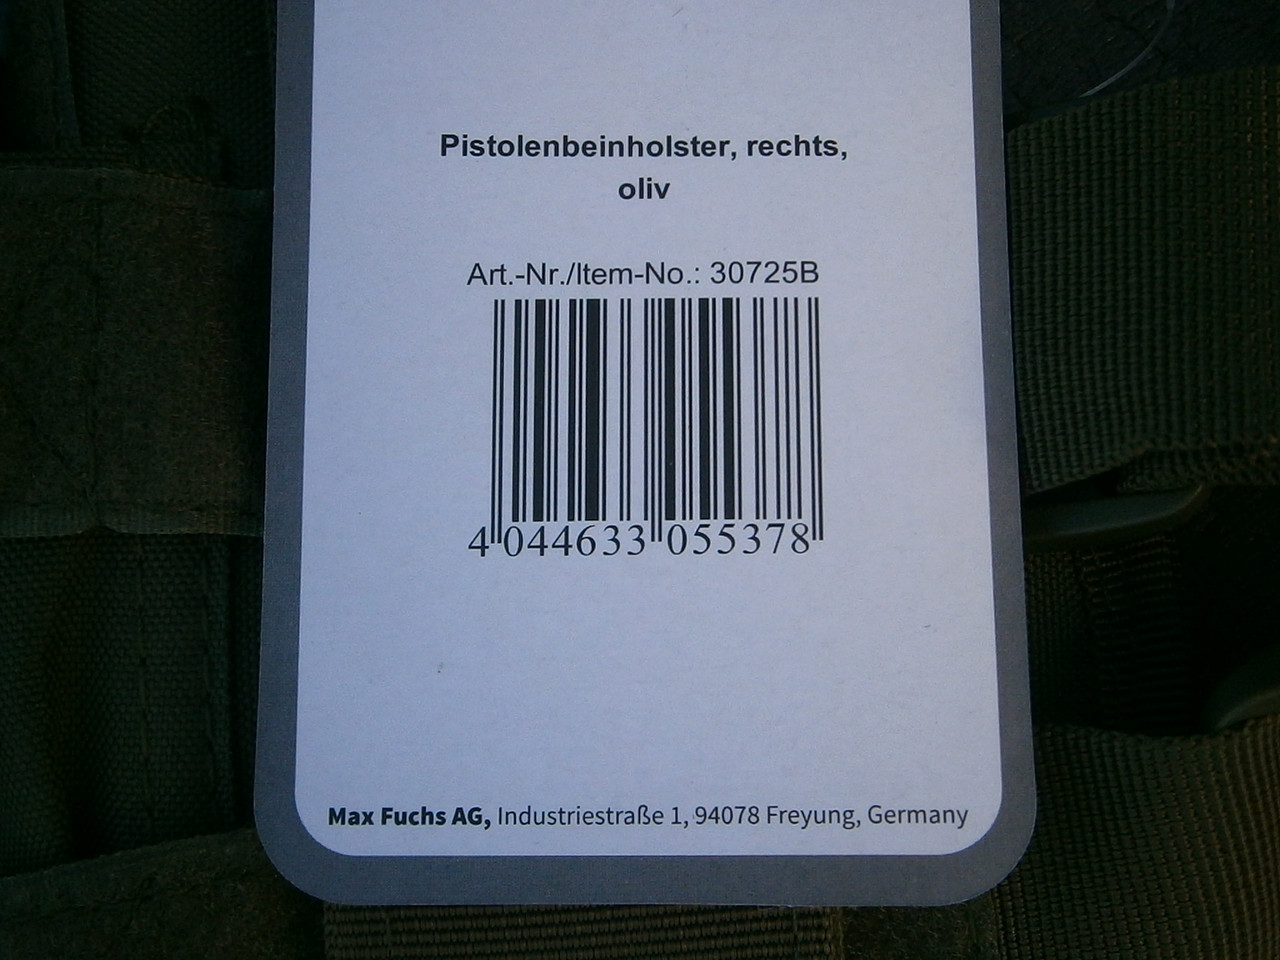 Pistolenbeinholster, rechts,
oliv
Art.-Nr./Item-No.: 30725B
4 044633 055378
Max Fuchs AG, Industriestraße 1, 94078 Freyung, Germany